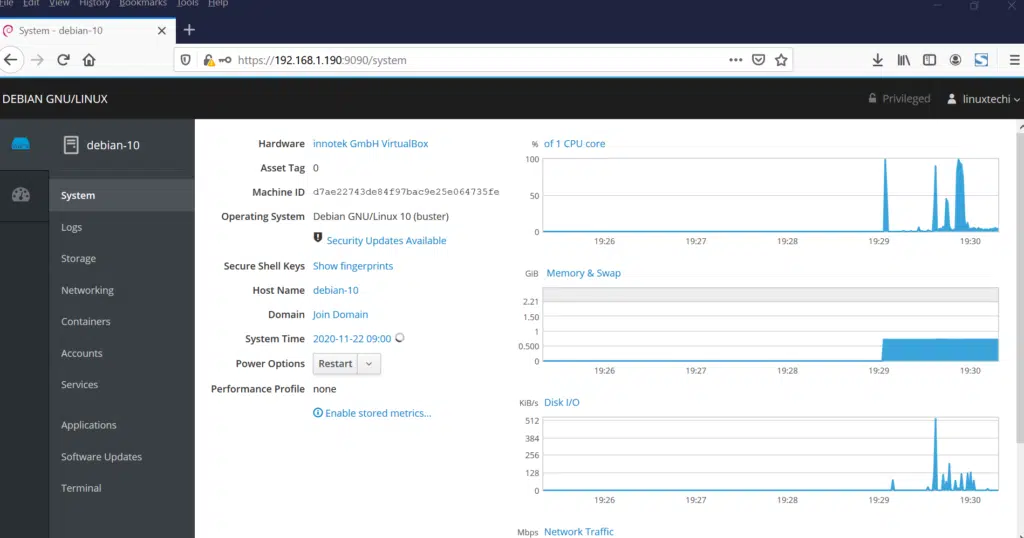 File Edit View History Bookmarks Tools Help
System - debian-10
https://192.168.1.190:9090/system
DEBIAN GNU/LINUX
Privileged
linuxtechi
debian-10
System
Logs
Storage
Networking
Containers
Accounts
Services
Applications
Software Updates
Terminal
Hardware innotek GmbH VirtualBox
Asset Tag 0
Machine ID d7ae22743de84f97bac9e25e064735fe
Operating System Debian GNU/Linux 10 (buster)
Security Updates Available
Secure Shell Keys Show fingerprints
Host Name debian-10
Domain Join Domain
System Time 2020-11-22 09:00
Power Options Restart
Performance Profile none
Enable stored metrics...
% of 1 CPU core
100
50
0
19:26 19:27 19:28 19:29 19:30
GiB Memory & Swap
2.21
1.50
1
0.500
0
19:26 19:27 19:28 19:29 19:30
KiB/s Disk I/O
512
384
256
128
0
19:26 19:27 19:28 19:29 19:30
Mbps Network Traffic